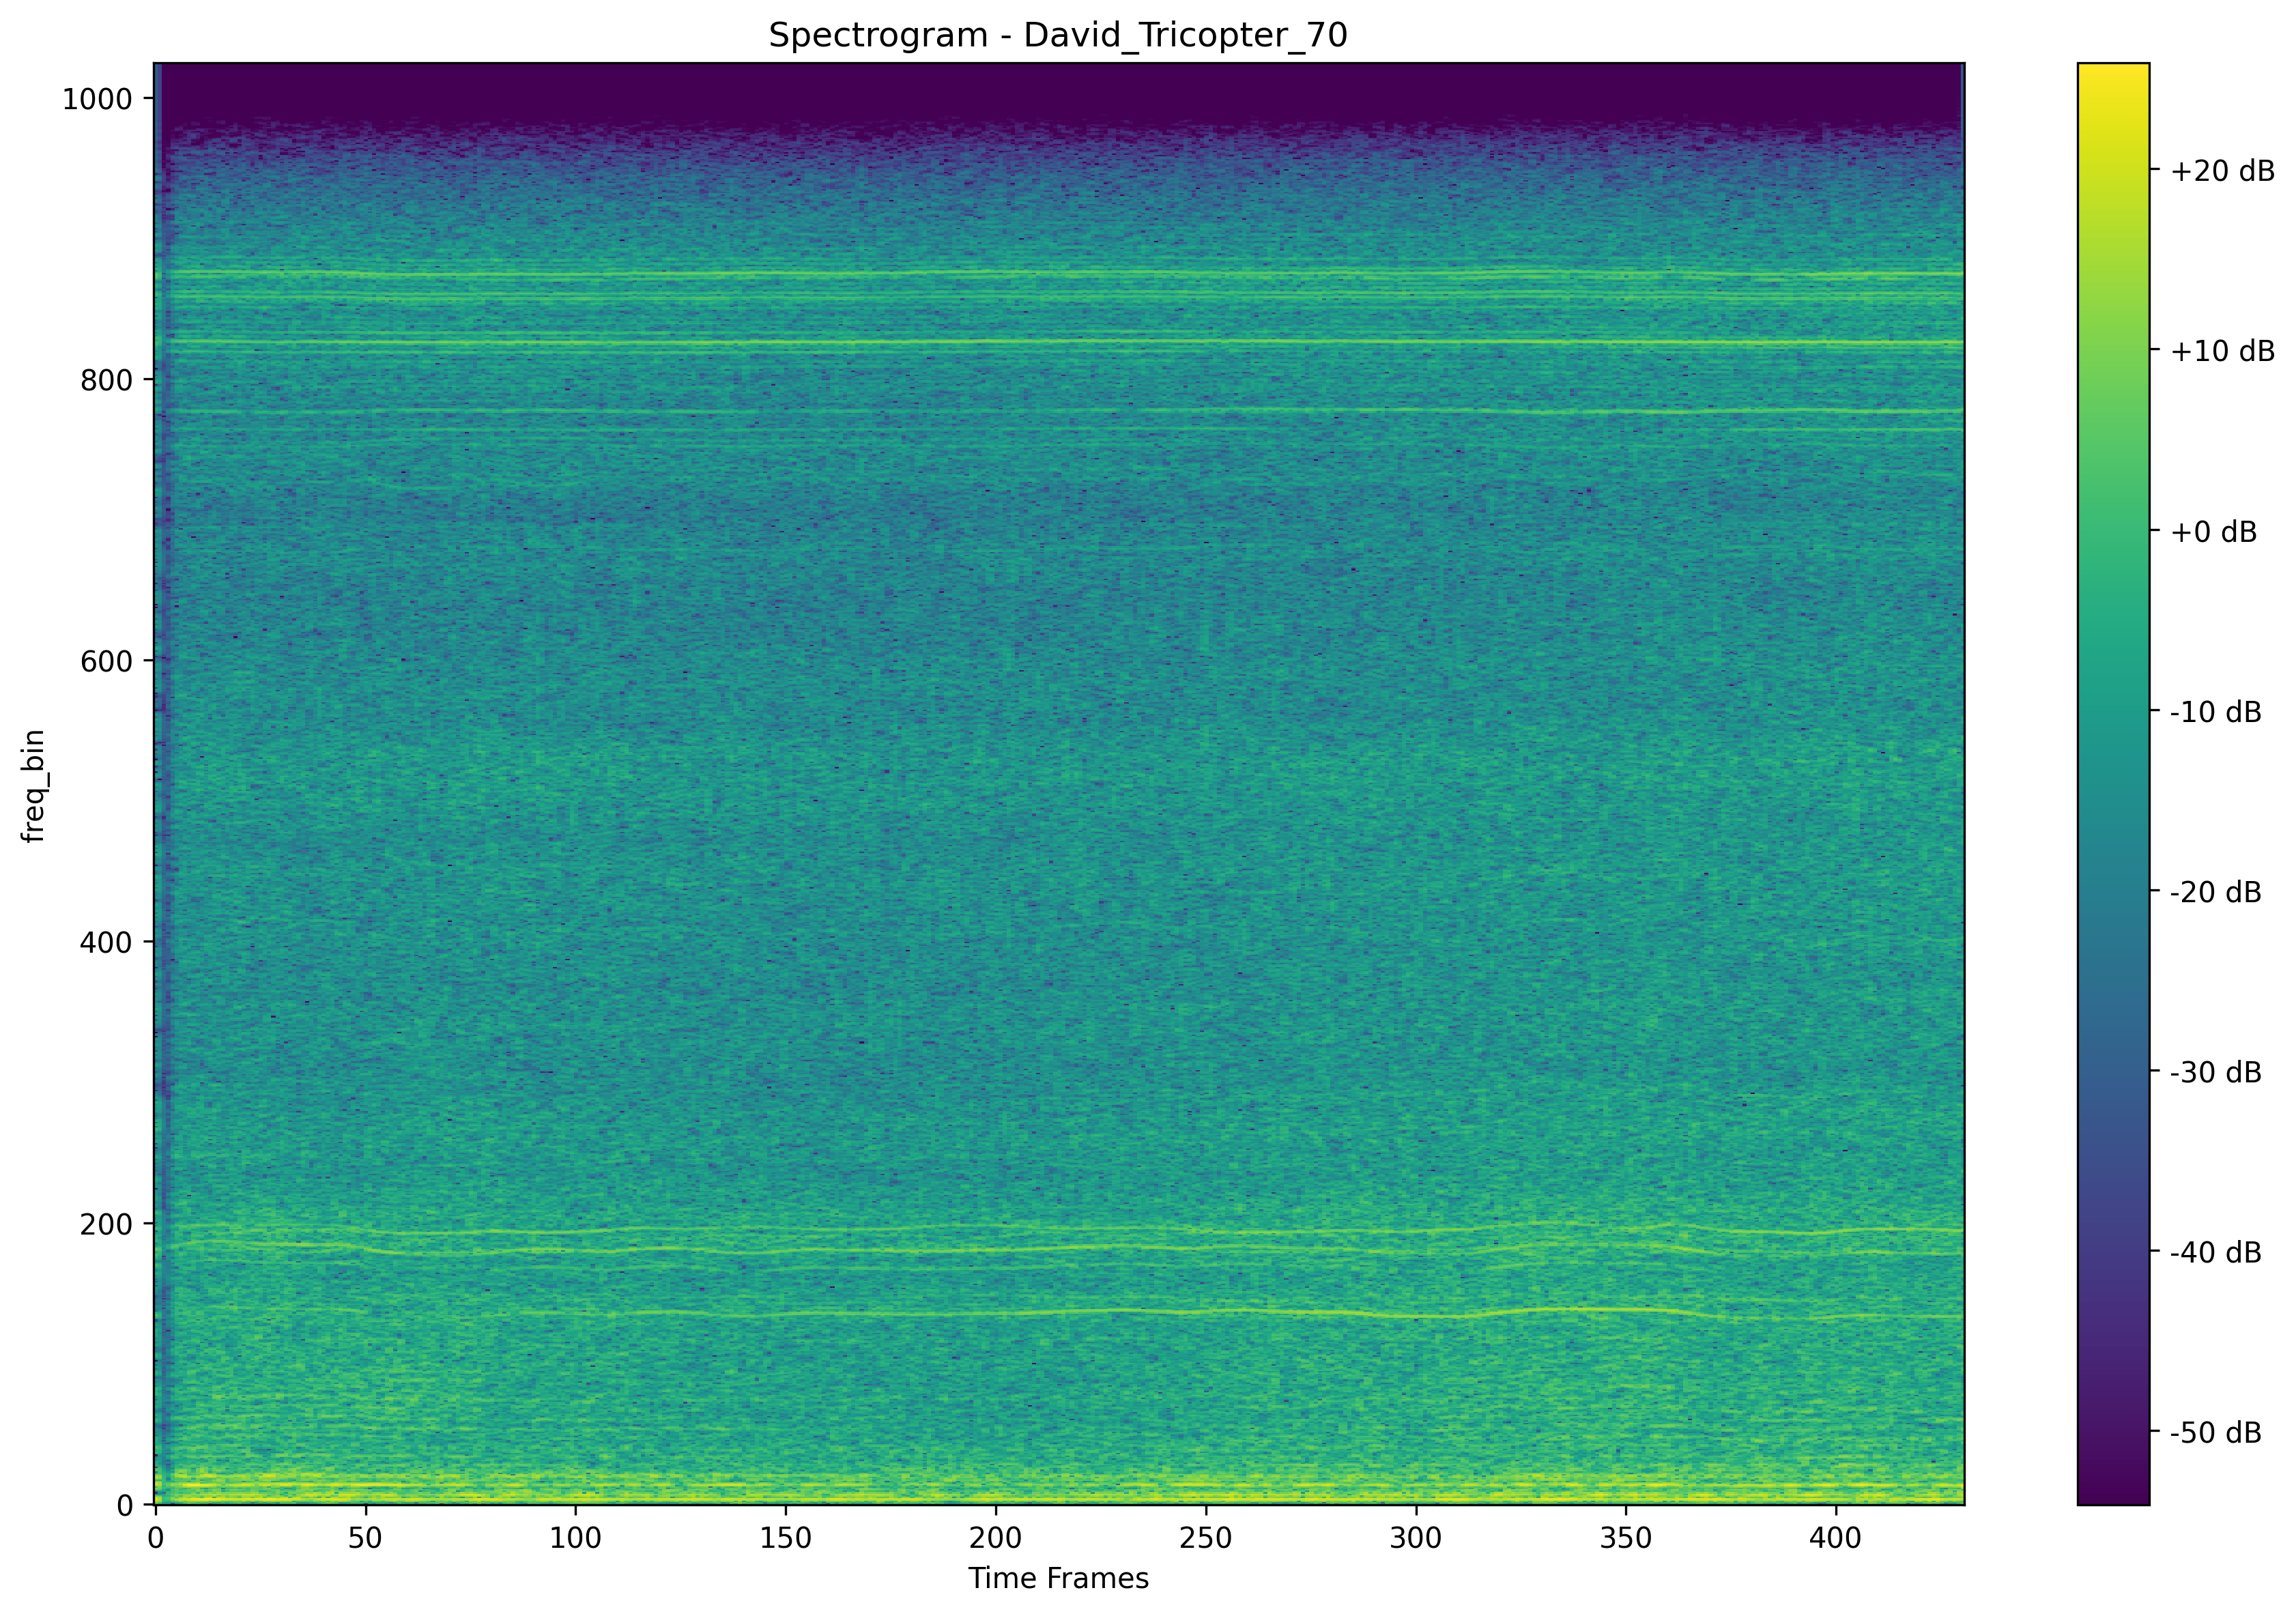 Spectrogram - David_Tricopter_70
1000
800
600
400
200
0
freq_bin
0 50 100 150 200 250 300 350 400
Time Frames
+20 dB
+10 dB
+0 dB
-10 dB
-20 dB
-30 dB
-40 dB
-50 dB